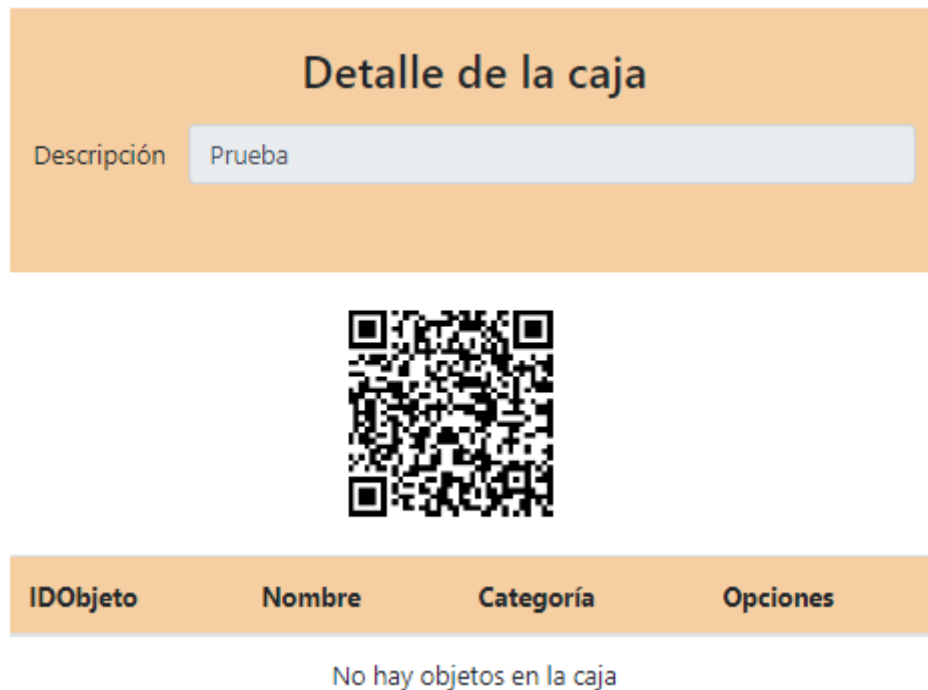 Detalle de la caja
Descripción Prueba
IDObjeto Nombre Categoría Opciones
No hay objetos en la caja